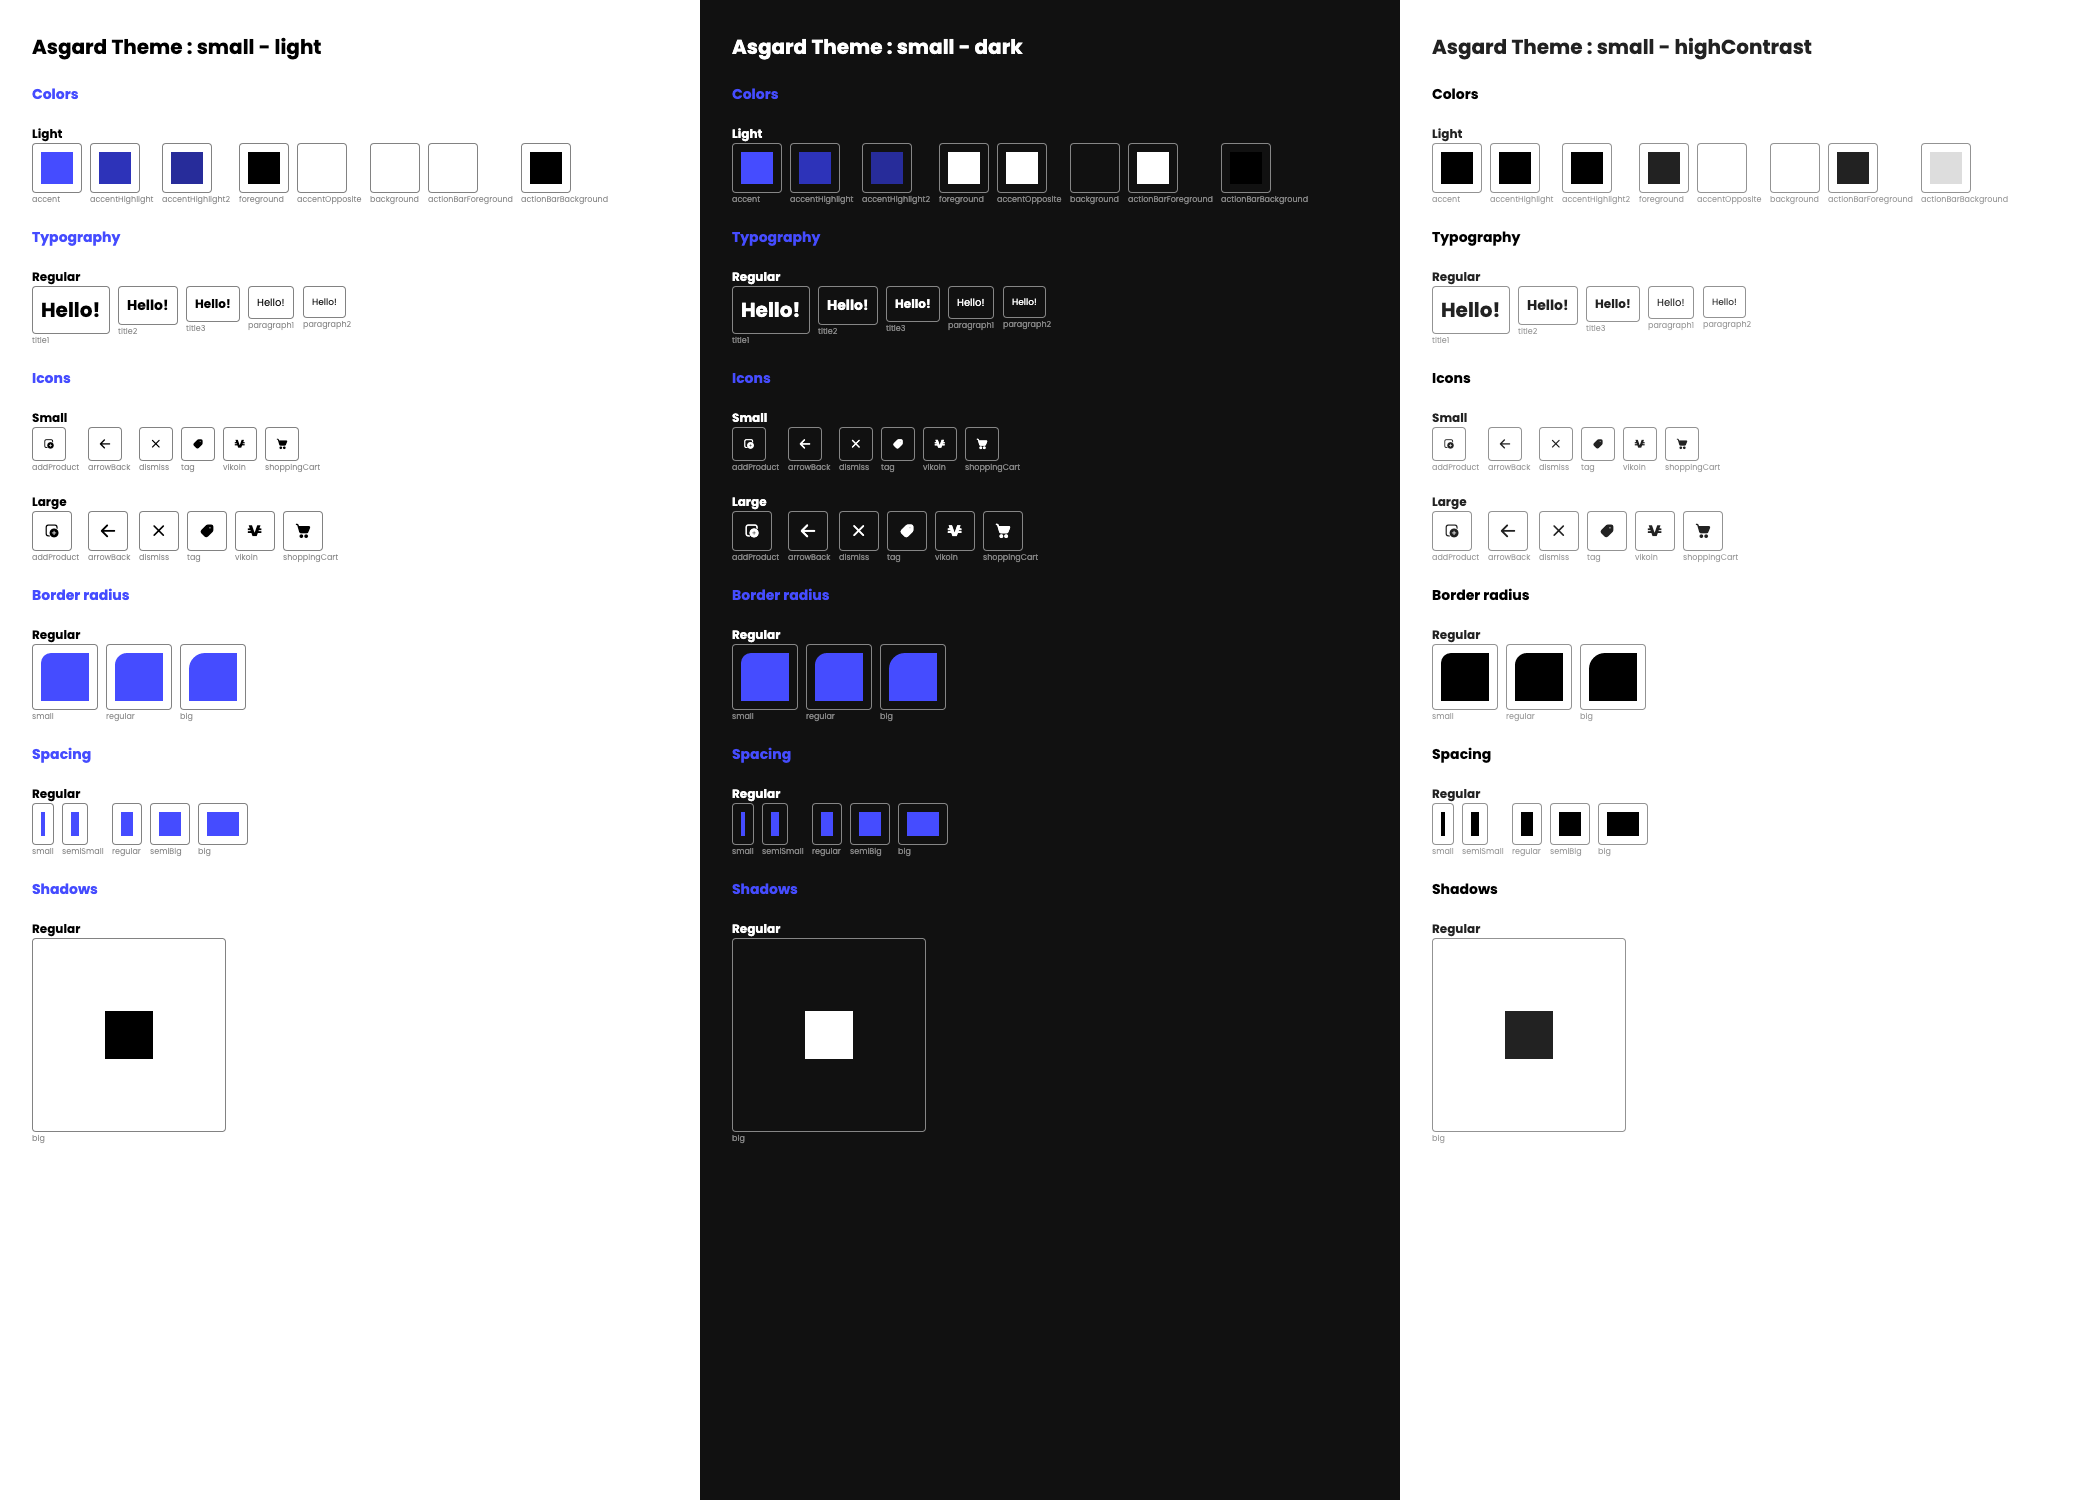 Asgard Theme : small - light
Colors
Light
accent accentHighlight accentHighlight2 foreground accentOpposite background actionBarForeground actionBarBackground
Typography
Regular
Hello! Hello! Hello! Hello! Hello!
title1 title2 title3 paragraph1 paragraph2
Icons
Small
addProduct arrowBack dismiss tag vikoin shoppingCart
Large
addProduct arrowBack dismiss tag vikoin shoppingCart
Border radius
Regular
small regular big
Spacing
Regular
small semiSmall regular semiBig big
Shadows
Regular
big
Asgard Theme : small - dark
Colors
Light
accent accentHighlight accentHighlight2 foreground accentOpposite background actionBarForeground actionBarBackground
Typography
Regular
Hello! Hello! Hello! Hello! Hello!
title1 title2 title3 paragraph1 paragraph2
Icons
Small
addProduct arrowBack dismiss tag vikoin shoppingCart
Large
addProduct arrowBack dismiss tag vikoin shoppingCart
Border radius
Regular
small regular big
Spacing
Regular
small semiSmall regular semiBig big
Shadows
Regular
big
Asgard Theme : small - highContrast
Colors
Light
accent accentHighlight accentHighlight2 foreground accentOpposite background actionBarForeground actionBarBackground
Typography
Regular
Hello! Hello! Hello! Hello! Hello!
title1 title2 title3 paragraph1 paragraph2
Icons
Small
addProduct arrowBack dismiss tag vikoin shoppingCart
Large
addProduct arrowBack dismiss tag vikoin shoppingCart
Border radius
Regular
small regular big
Spacing
Regular
small semiSmall regular semiBig big
Shadows
Regular
big